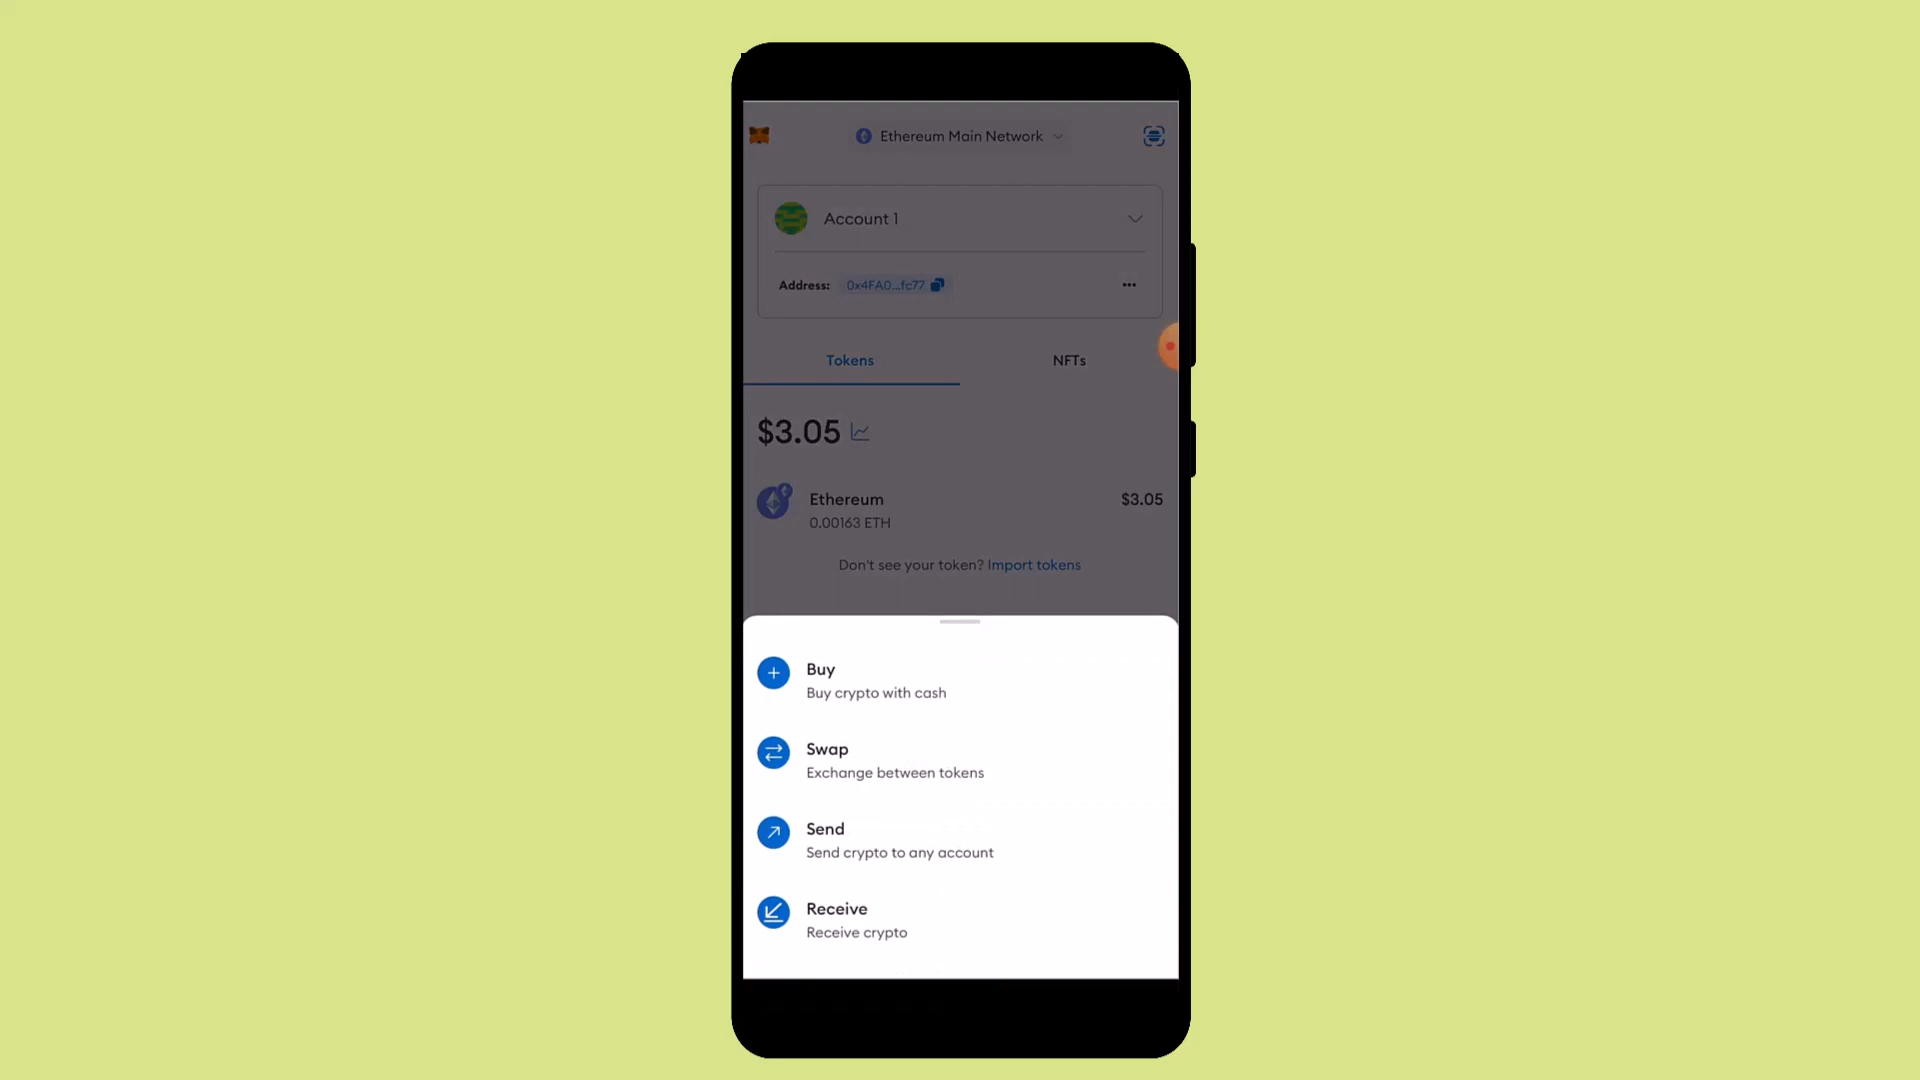 Ethereum Main Network
Account 1
Address: 0x4FA0...fc77
Tokens
NFTs
$3.05
Ethereum
$3.05
0.00163 ETH
Don't see your token? Import tokens
Buy
Buy crypto with cash
Swap
Exchange between tokens
Send
Send crypto to any account
Receive
Receive crypto